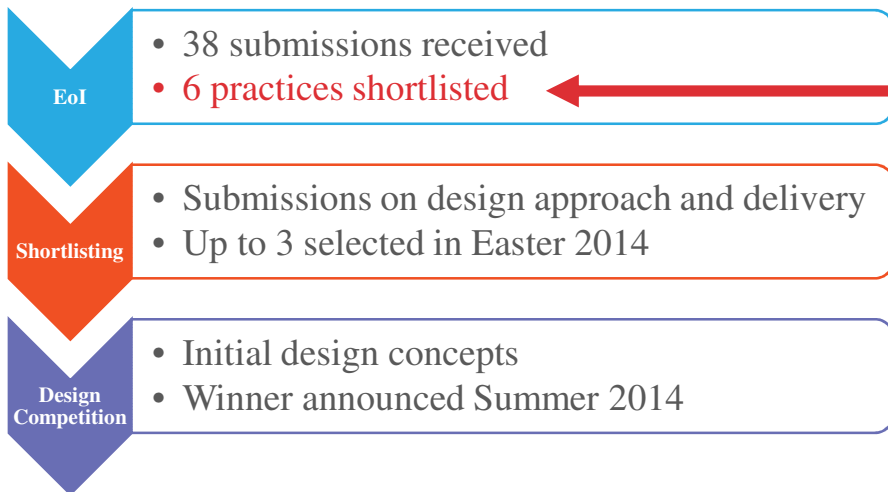 EoI
• 38 submissions received
• 6 practices shortlisted
Shortlisting
• Submissions on design approach and delivery
• Up to 3 selected in Easter 2014
Design
Competition
• Initial design concepts
• Winner announced Summer 2014